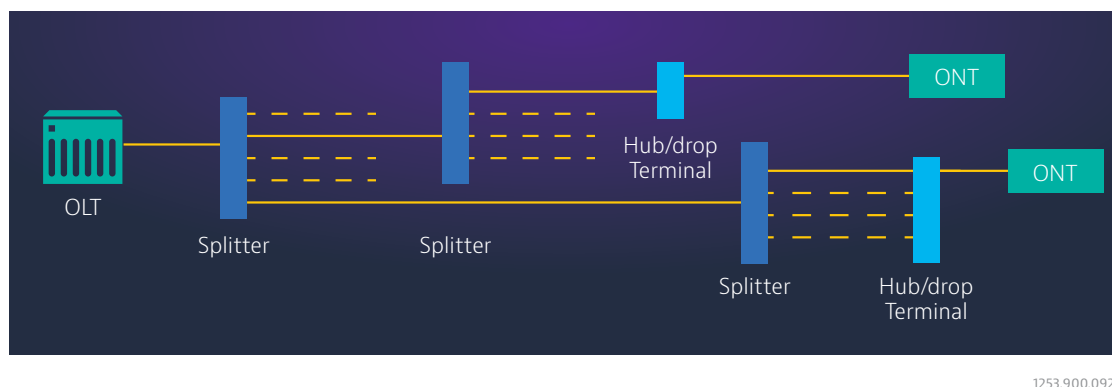 ONT
Hub/drop
Terminal
ONT
OLT
Splitter
Splitter
Splitter
Hub/drop
Terminal
1253.900.092